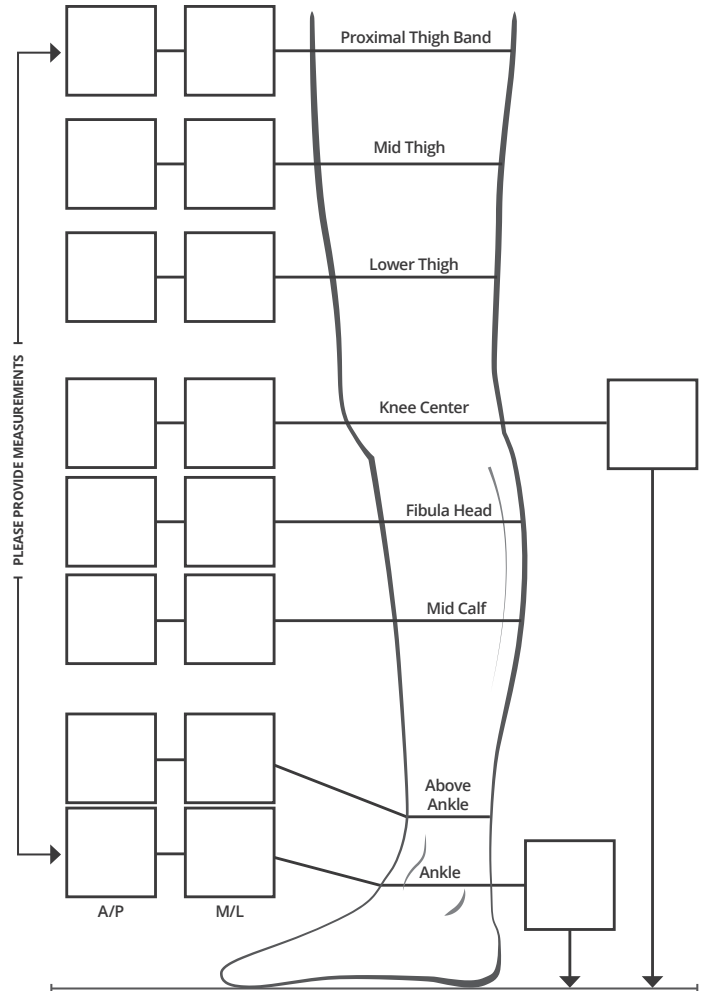 Proximal Thigh Band
Mid Thigh
Lower Thigh
PLEASE PROVIDE MEASUREMENTS
Knee Center
Fibula Head
Mid Calf
Above
Ankle
Ankle
A/P
M/L